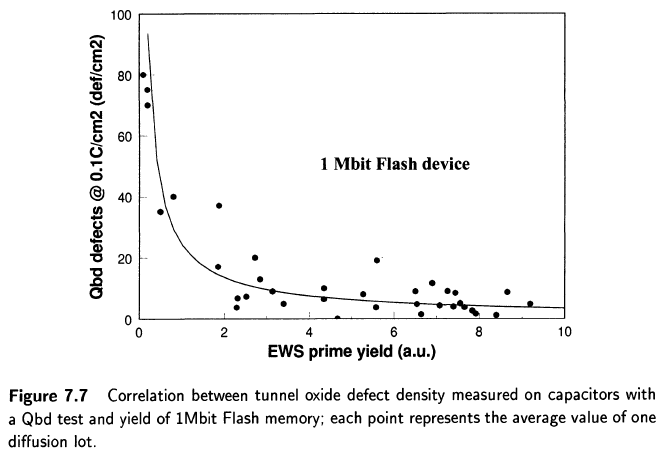 100
80
60
40
20
0
Qbd defects @ 0.1C/cm2 (def/cm2)
1 Mbit Flash device
0 2 4 6 8 10
EWS prime yield (a.u.)
Figure 7.7 Correlation between tunnel oxide defect density measured on capacitors with
a Qbd test and yield of 1Mbit Flash memory; each point represents the average value of one
diffusion lot.